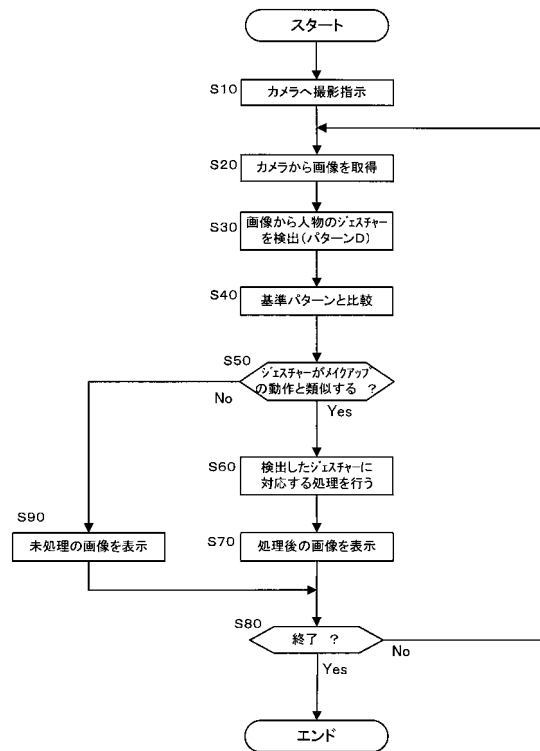 スタート
S10
カメラへ撮影指示
S20
カメラから画像を取得
S30
画像から人物のジェスチャー
を検出(パターンD)
S40
基準パターンと比較
S50
ジェスチャーがメイクアップ
の動作と類似する ?
No
Yes
S60
検出したジェスチャーに
対応する処理を行う
S90
未処理の画像を表示
S70
処理後の画像を表示
S80
終了 ?
No
Yes
エンド